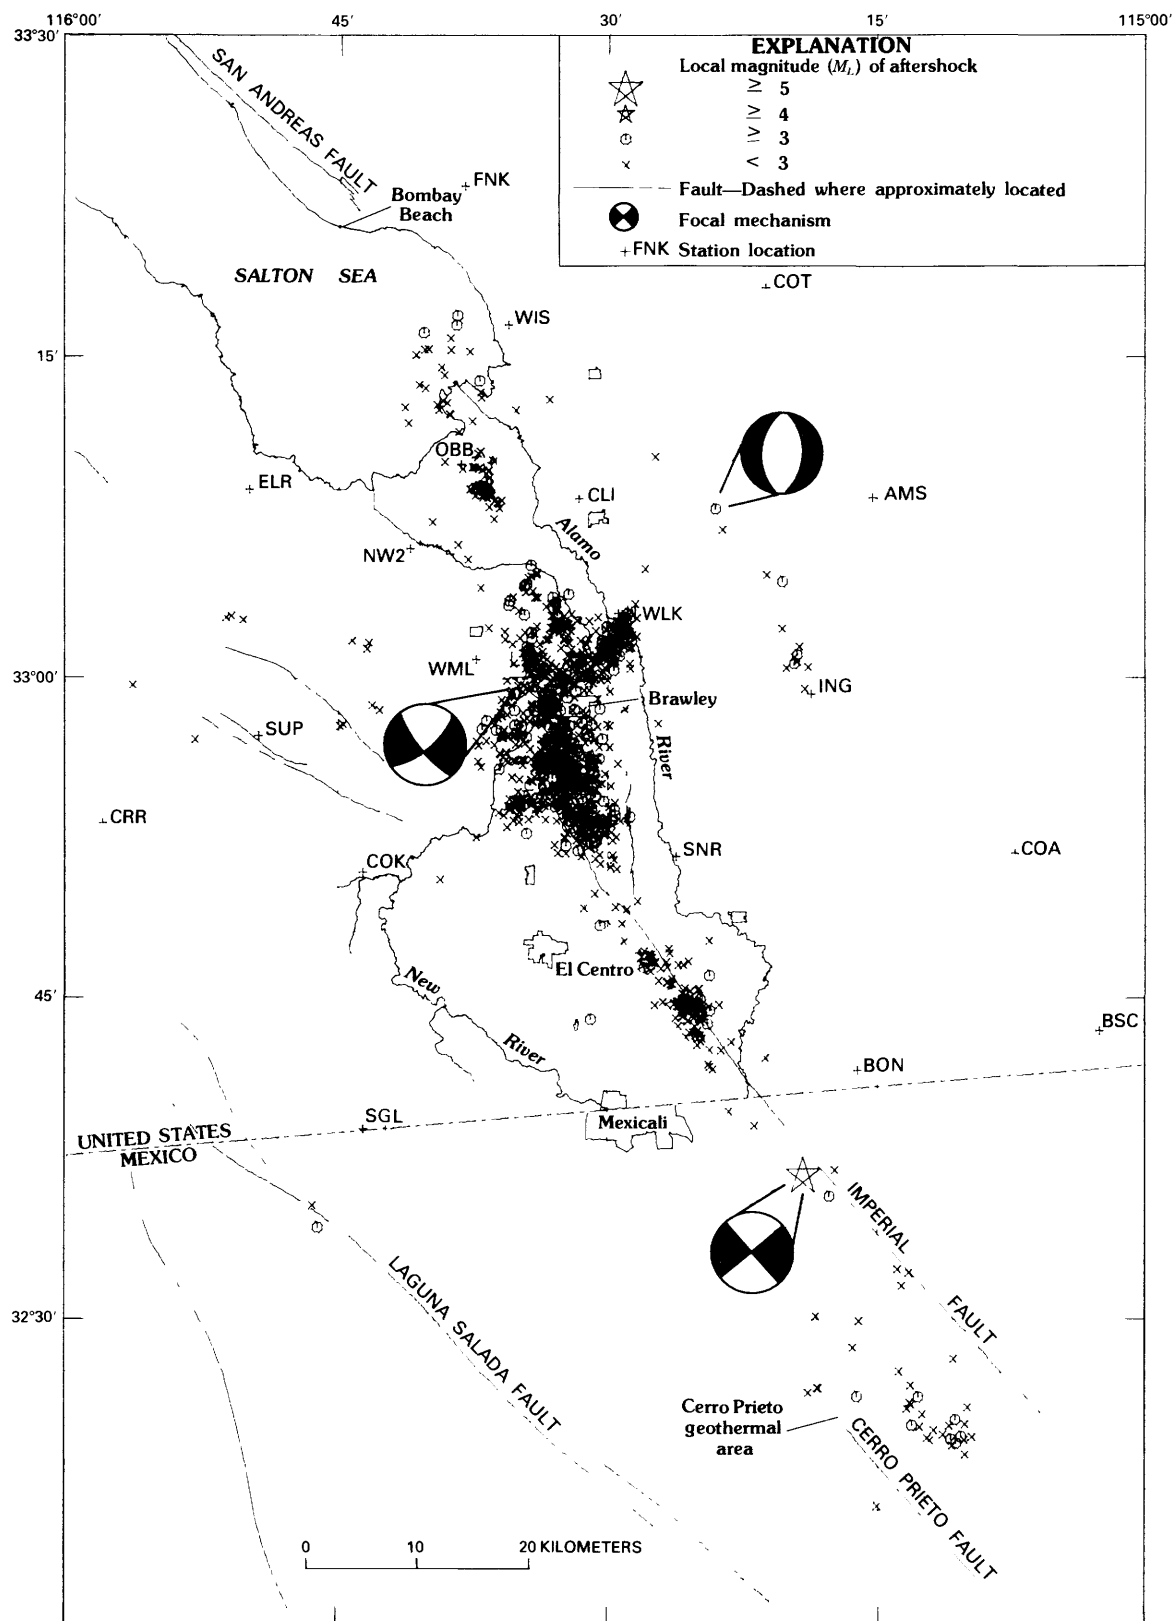 116°00′ 45′ 30′ 15′ 115°00′
33°30′
EXPLANATION
Local magnitude (M_L) of aftershock
≥ 5
≥ 4
≥ 3
< 3
Fault—Dashed where approximately located
Focal mechanism
+FNK Station location
SAN ANDREAS FAULT
FNK
Bombay
Beach
SALTON SEA
COT
WIS
15′
OBB
ELR
CLI
AMS
Alamo
NW2
WLK
WML
33°00′
ING
Brawley
SUP
River
CRR
SNR
COA
COK
El Centro
New
45′
BSC
River
BON
SGL
Mexicali
UNITED STATES
MEXICO
IMPERIAL
FAULT
LAGUNA SALADA FAULT
32°30′
Cerro Prieto
geothermal
area
CERRO PRIETO FAULT
0 10 20 KILOMETERS